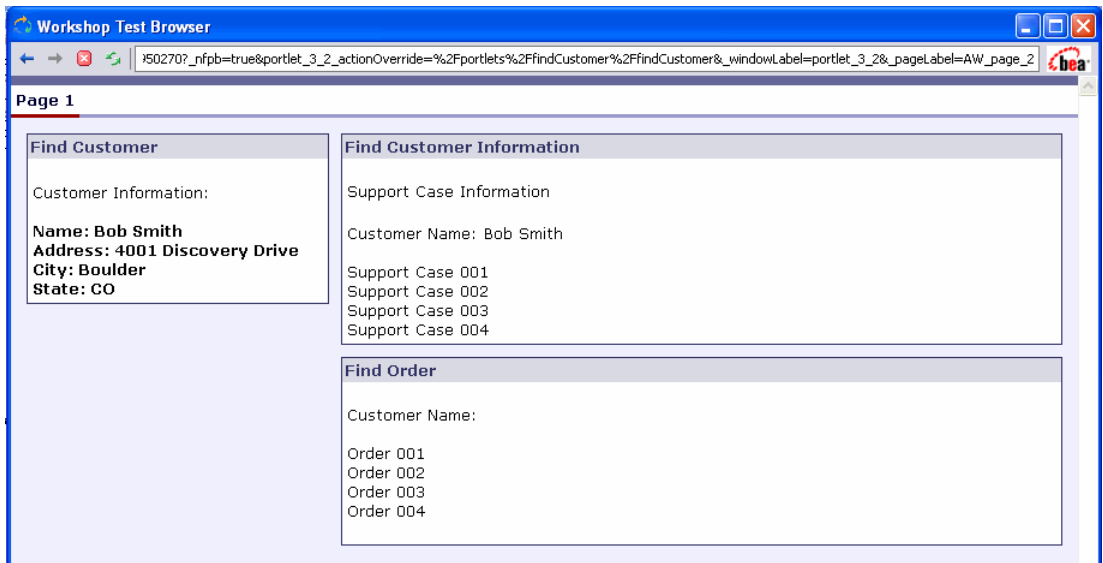 Workshop Test Browser
)50270?_nfpb=true&portlet_3_2_actionOverride=%2Fportlets%2FfindCustomer%2FfindCustomer&_windowLabel=portlet_3_2&_pageLabel=AW_page_2
bea
Page 1
Find Customer
Customer Information:
Name: Bob Smith
Address: 4001 Discovery Drive
City: Boulder
State: CO
Find Customer Information
Support Case Information
Customer Name: Bob Smith
Support Case 001
Support Case 002
Support Case 003
Support Case 004
Find Order
Customer Name:
Order 001
Order 002
Order 003
Order 004